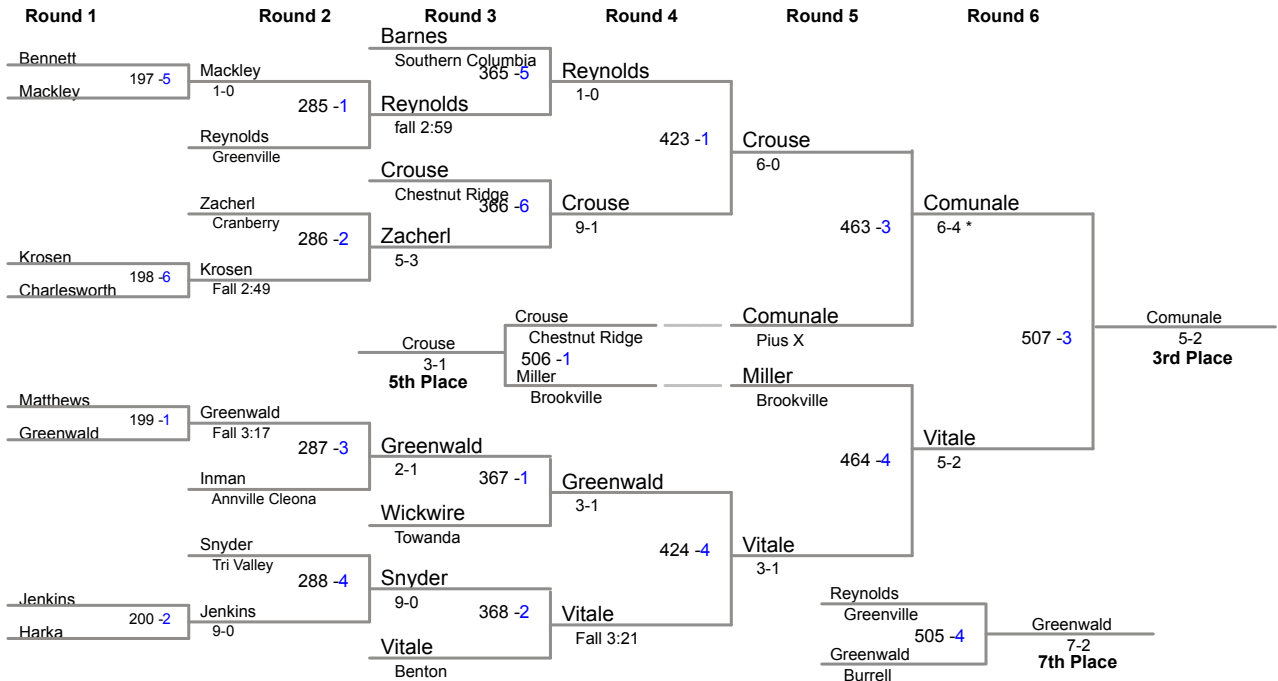 Round 1 Round 2 Round 3 Round 4 Round 5 Round 6
Barnes
Southern Columbia
Bennett
197 -5
Mackley
Mackley
1-0
285 -1
Reynolds
Greenville
365 -5
Reynolds
fall 2:59
Reynolds
1-0
423 -1
Crouse
Chestnut Ridge
366 -6
Zacherl
Cranberry
286 -2
Krosen
198 -6
Charlesworth
Krosen
Fall 2:49
Zacherl
5-3
Crouse
9-1
Crouse
6-0
463 -3
Comunale
Pius X
Comunale
6-4 *
Crouse
Chestnut Ridge
506 -1
Miller
Brookville
Crouse
3-1
5th Place
507 -3
Comunale
5-2
3rd Place
Miller
Brookville
464 -4
Vitale
5-2
Matthews
199 -1
Greenwald
Greenwald
Fall 3:17
287 -3
Inman
Annville Cleona
Greenwald
2-1
367 -1
Wickwire
Towanda
Greenwald
3-1
424 -4
Vitale
3-1
Snyder
Tri Valley
288 -4
Jenkins
200 -2
Harka
Jenkins
9-0
Snyder
9-0
368 -2
Vitale
Benton
Vitale
Fall 3:21
Reynolds
Greenville
505 -4
Greenwald
Burrell
Greenwald
7-2
7th Place